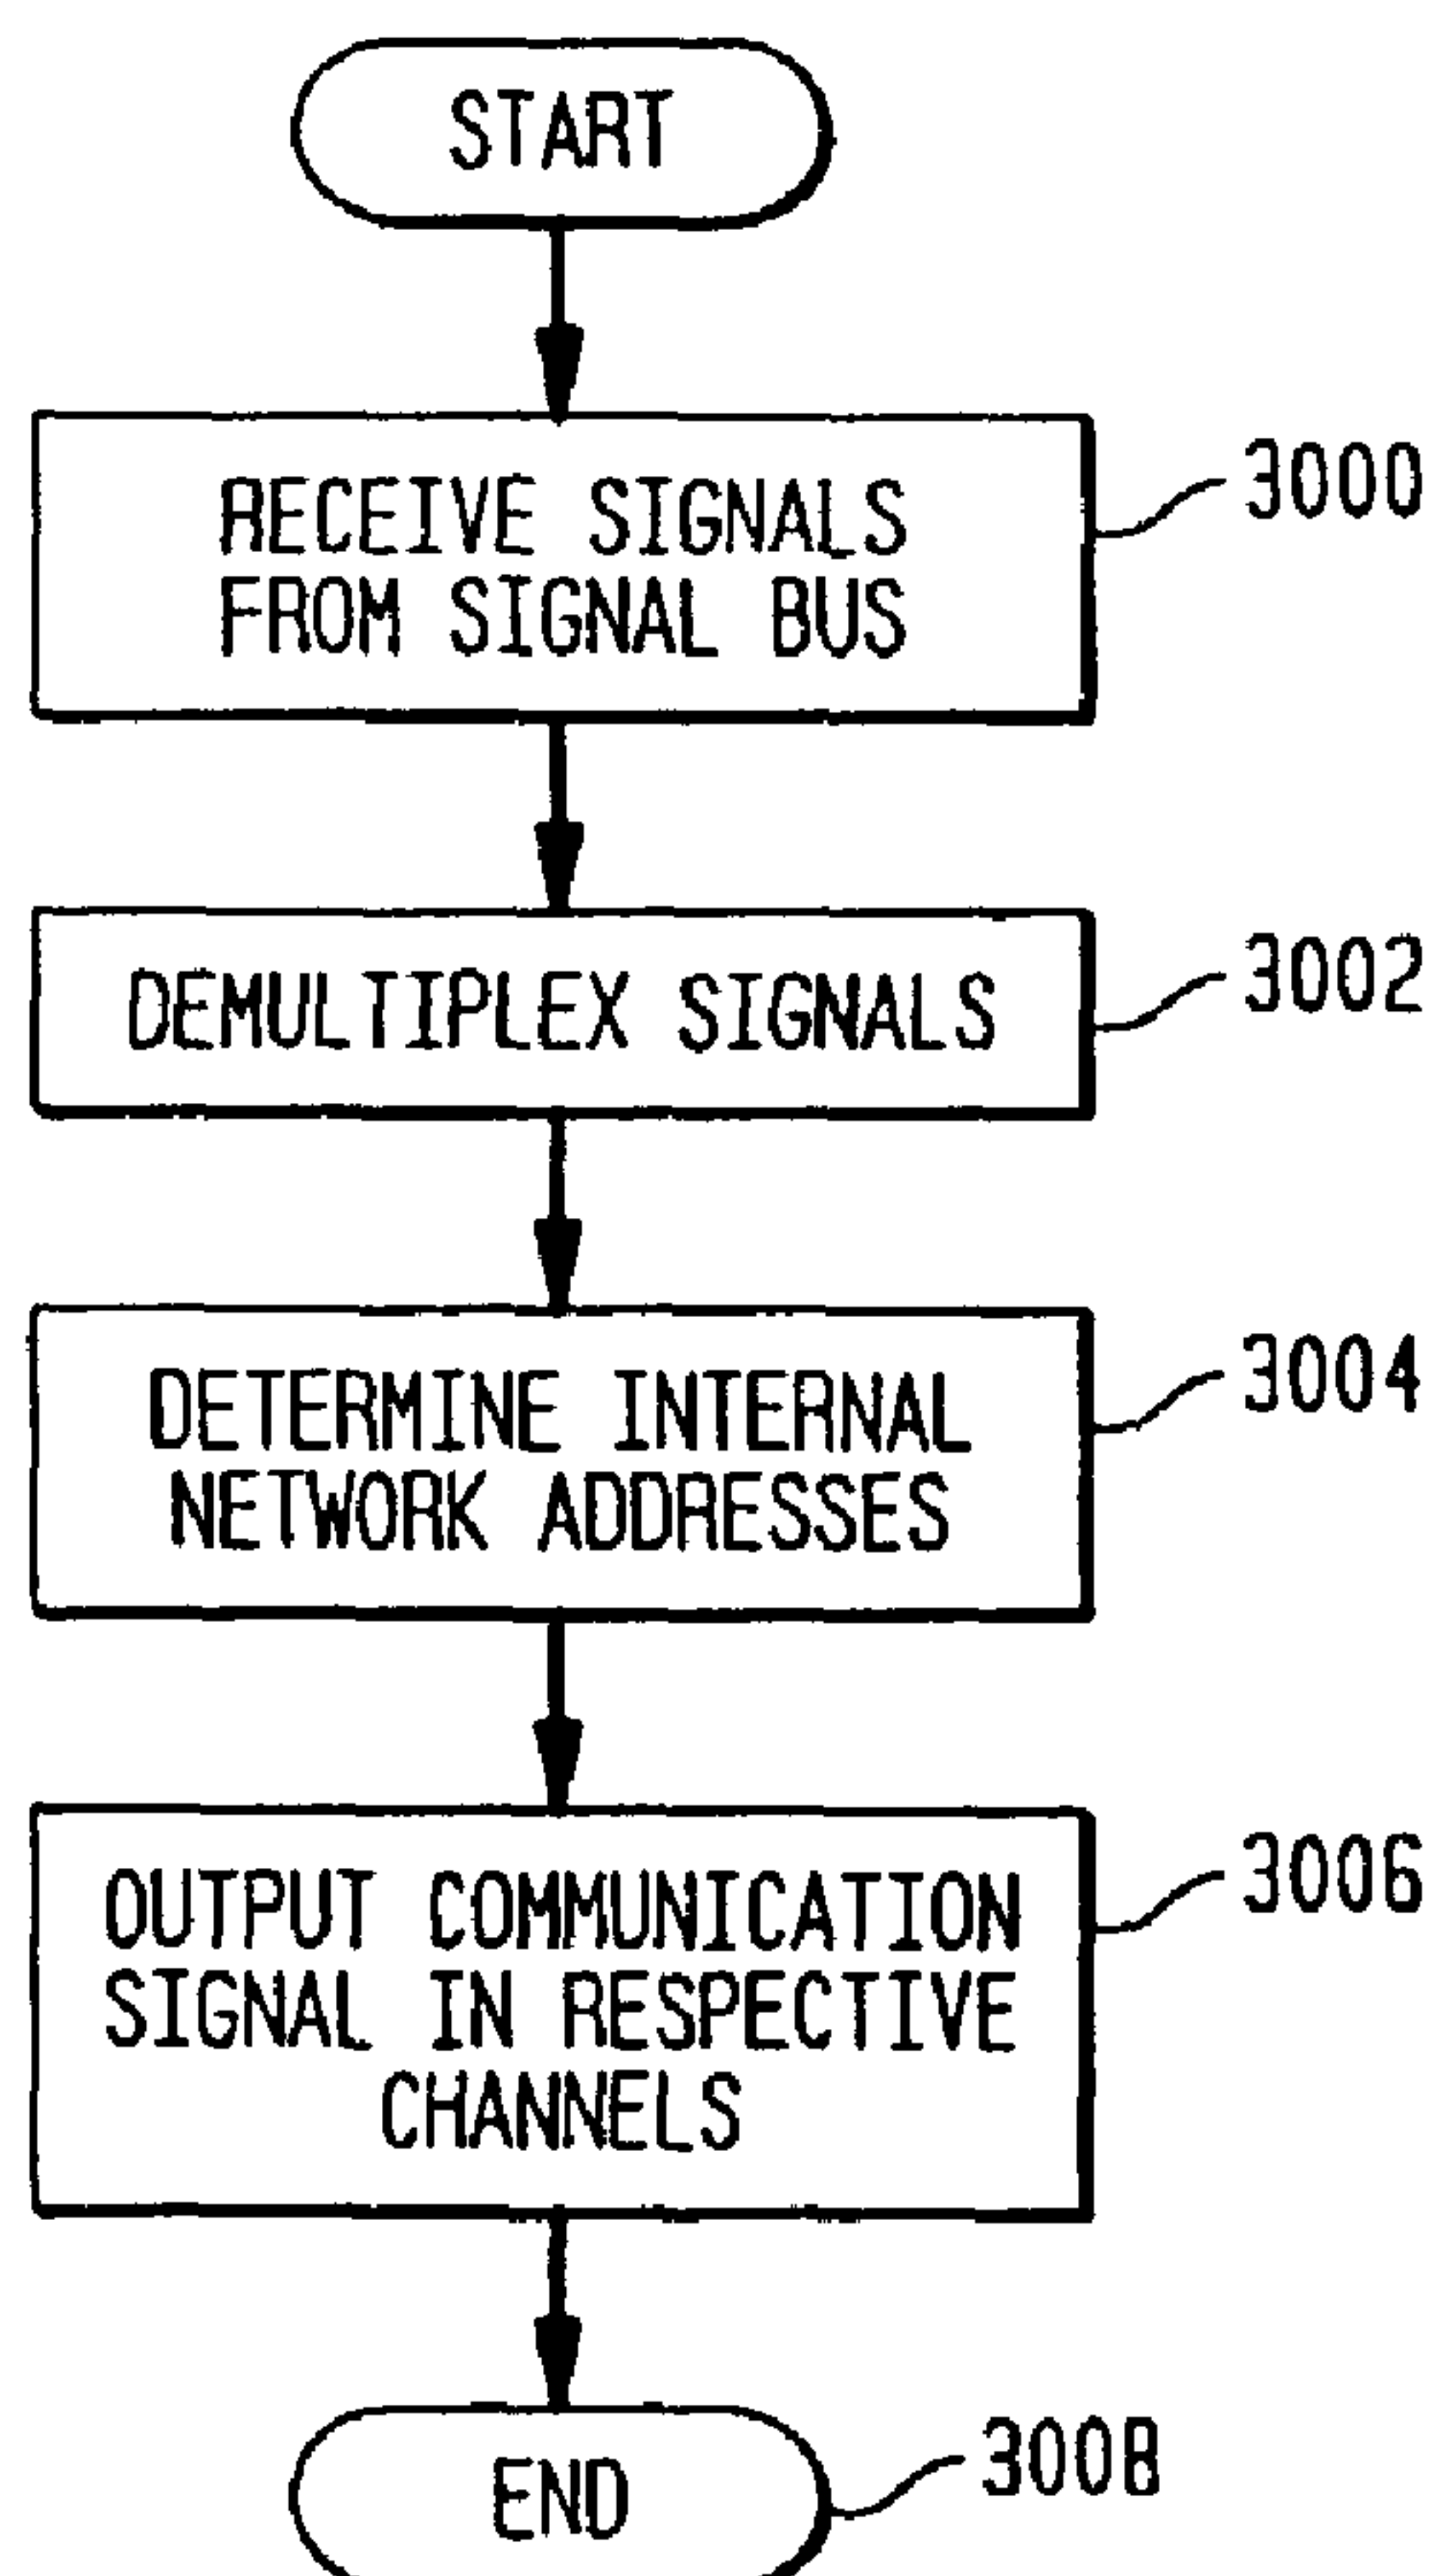 START
RECEIVE SIGNALS
FROM SIGNAL BUS
3000
DEMULTIPLEX SIGNALS
3002
DETERMINE INTERNAL
NETWORK ADDRESSES
3004
OUTPUT COMMUNICATION
SIGNAL IN RESPECTIVE
CHANNELS
3006
END
3008